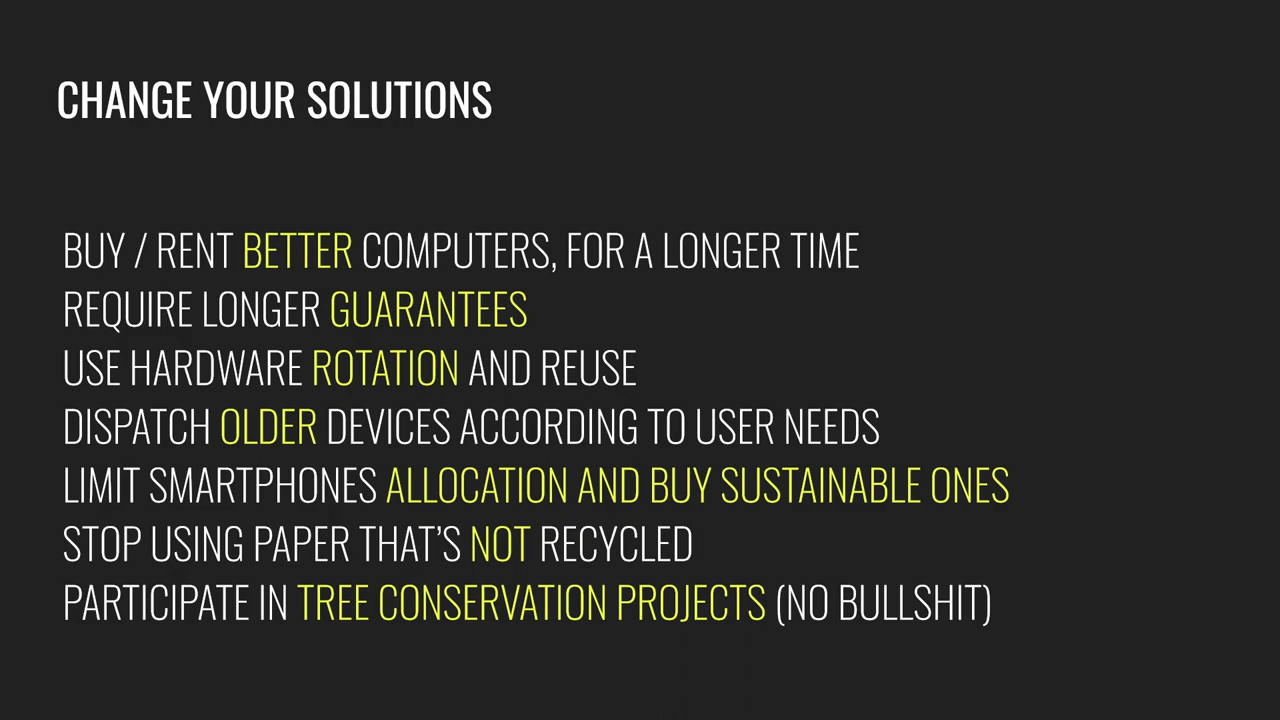 CHANGE YOUR SOLUTIONS
BUY / RENT BETTER COMPUTERS, FOR A LONGER TIME
REQUIRE LONGER GUARANTEES
USE HARDWARE ROTATION AND REUSE
DISPATCH OLDER DEVICES ACCORDING TO USER NEEDS
LIMIT SMARTPHONES ALLOCATION AND BUY SUSTAINABLE ONES
STOP USING PAPER THAT’S NOT RECYCLED
PARTICIPATE IN TREE CONSERVATION PROJECTS (NO BULLSHIT)